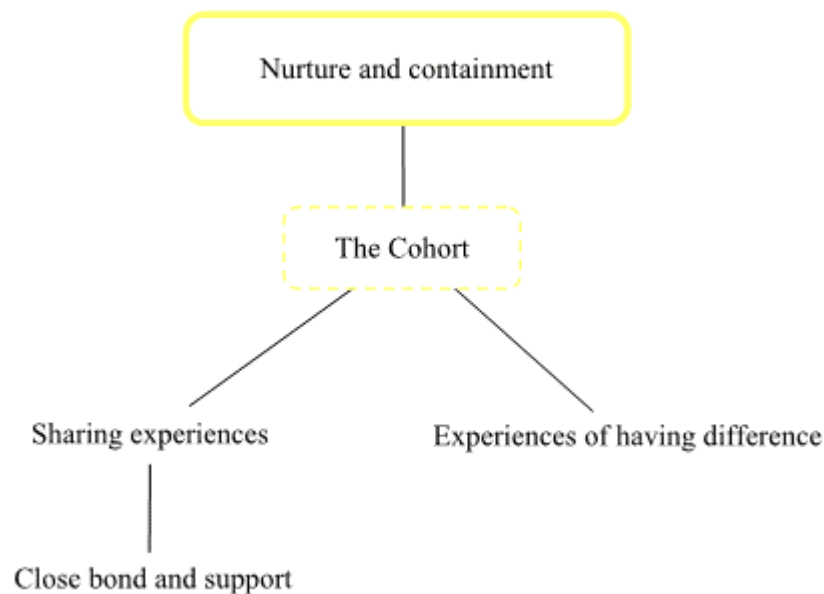 Nurture and containment
The Cohort
Sharing experiences
Experiences of having difference
Close bond and support